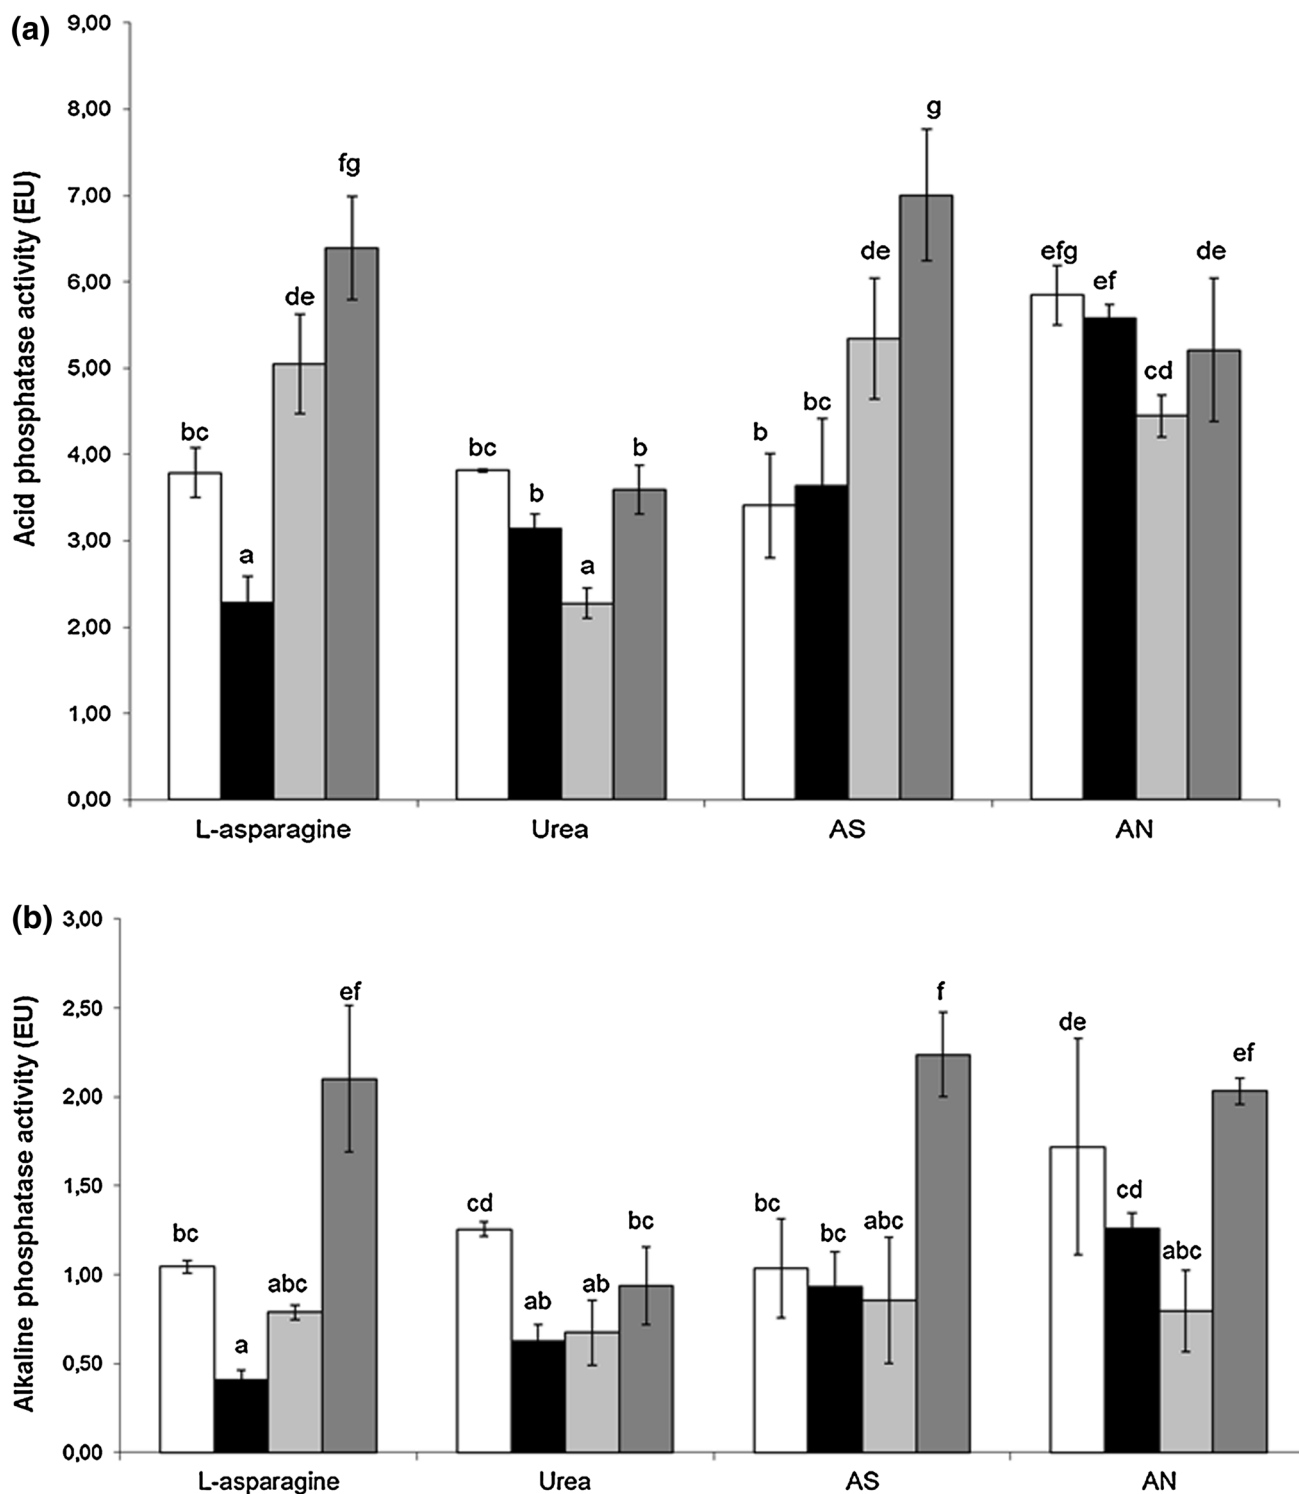 (a)
Acid phosphatase activity (EU)
9,00
8,00
7,00
6,00
5,00
4,00
3,00
2,00
1,00
0,00
bc
a
de
fg
bc
b
a
b
b
bc
de
g
efg
ef
cd
de
L-asparagine
Urea
AS
AN
(b)
Alkaline phosphatase activity (EU)
3,00
2,50
2,00
1,50
1,00
0,50
0,00
bc
a
abc
ef
cd
ab
ab
bc
bc
bc
abc
f
de
cd
abc
ef
L-asparagine
Urea
AS
AN